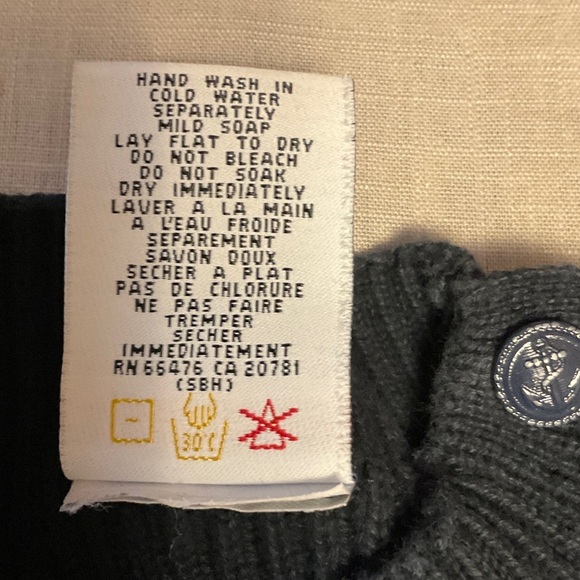 HAND WASH IN
COLD WATER
SEPARATELY
MILD SOAP
LAY FLAT TO DRY
DO NOT BLEACH
DO NOT SOAK
DRY IMMEDIATELY
LAVER A LA MAIN
A L'EAU FROIDE
SEPAREMENT
SAVON DOUX
SECHER A PLAT
PAS DE CHLORURE
NE PAS FAIRE
TREMPER
SECHER
IMMEDIATEMENT
RN 66476 CA 20781
(SBH)
30°C